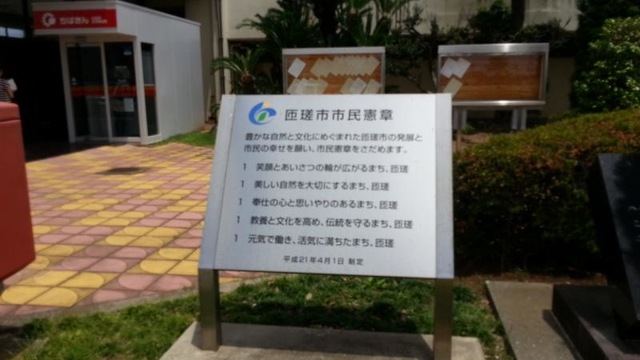 ちばぎん
匝瑳市市民憲章
豊かな自然と文化にめぐまれた匝瑳市の発展と
市民の幸せを願い、市民憲章をさだめます。
1 笑顔とあいさつの輪が広がるまち、匝瑳
1 美しい自然を大切にするまち、匝瑳
1 奉仕の心と思いやりのあるまち、匝瑳
1 教養と文化を高め、伝統を守るまち、匝瑳
1 元気で働き、活気に満ちたまち、匝瑳
平成21年4月1日 制定